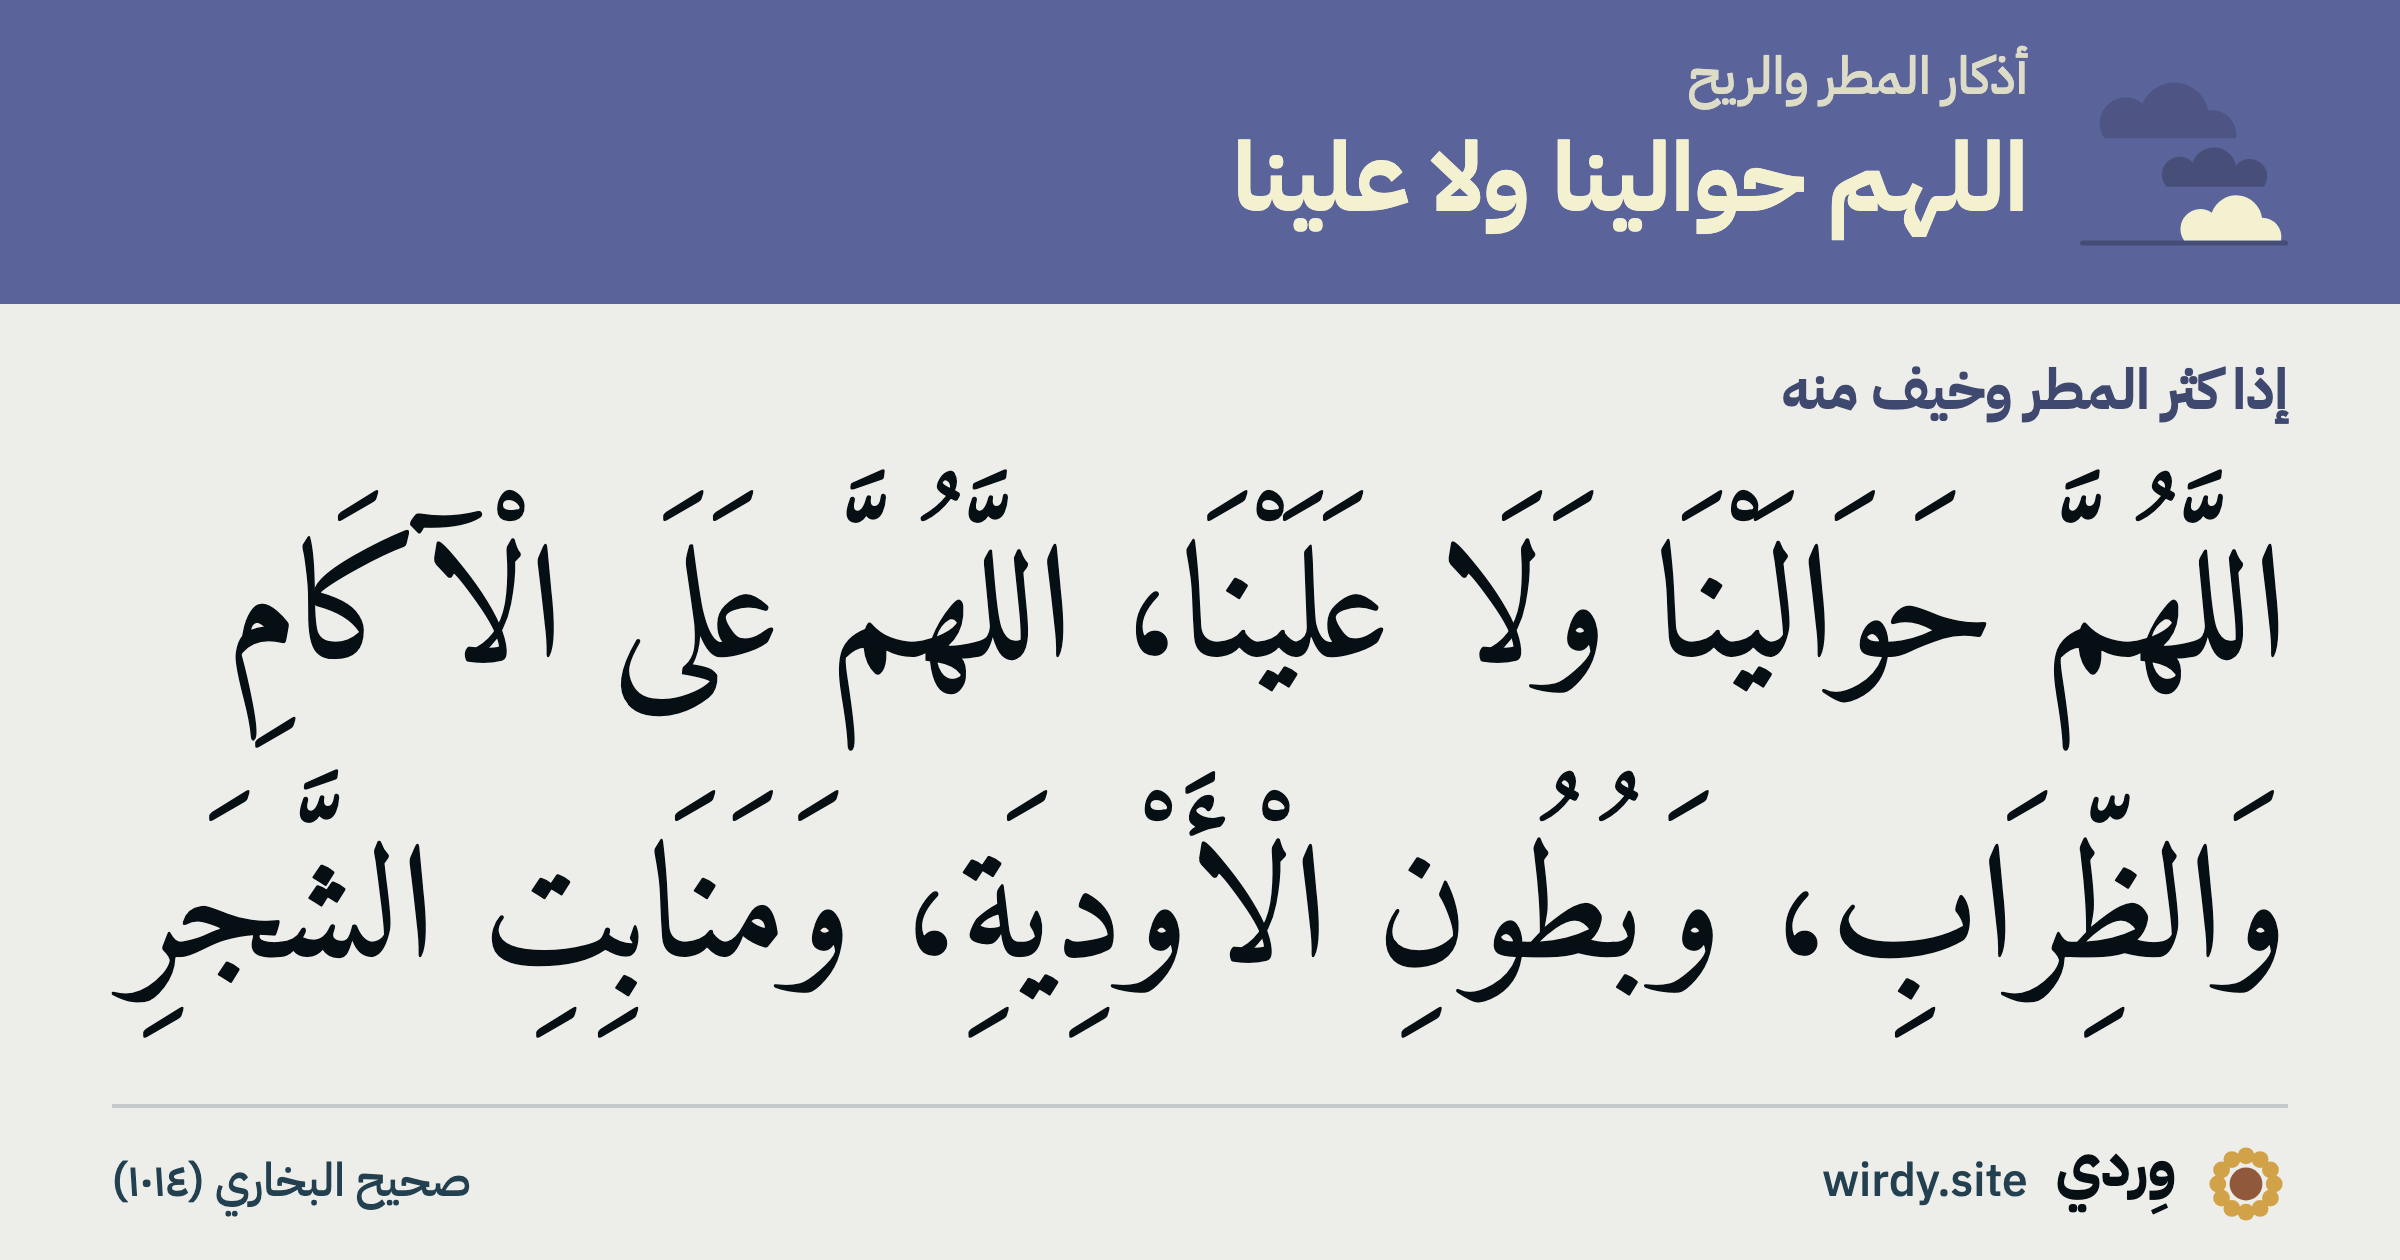 أذكار المطر والريح
اللهم حوالينا ولا علينا
إذا كثر المطر وخيف منه
اللَّهُمَّ حَوَالَيْنَا وَلَا عَلَيْنَا، اللَّهُمَّ عَلَى الْآكَامِ
وَالظِّرَابِ، وَبُطُونِ الْأَوْدِيَةِ، وَمَنَابِتِ الشَّجَرِ
وِردي wirdy.site
صحيح البخاري (١٠١٤)